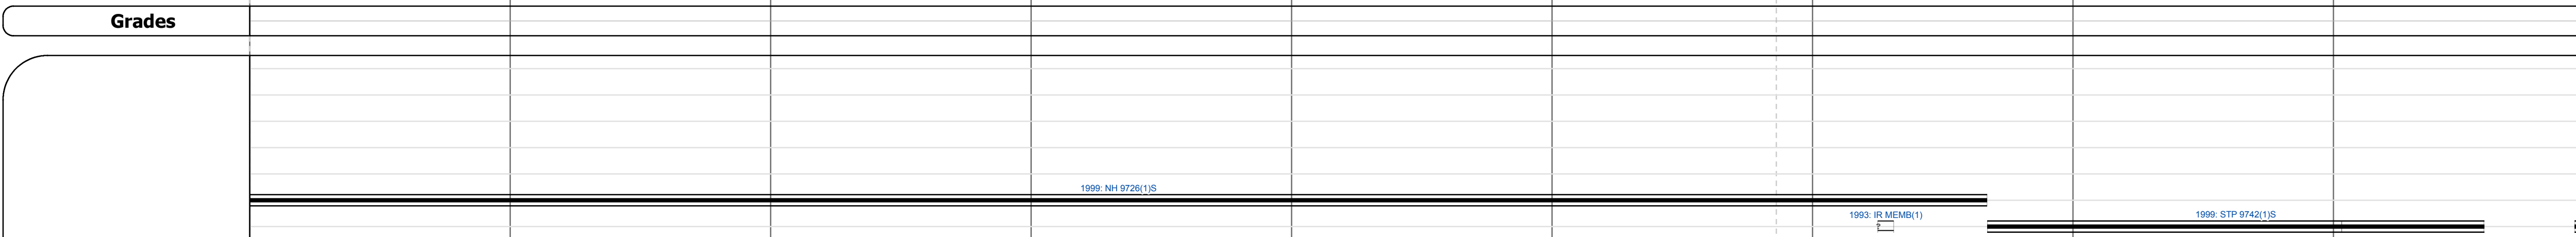 Grades
1999: NH 9726(1)S
1993: IR MEMB(1)
1999: STP 9742(1)S
?